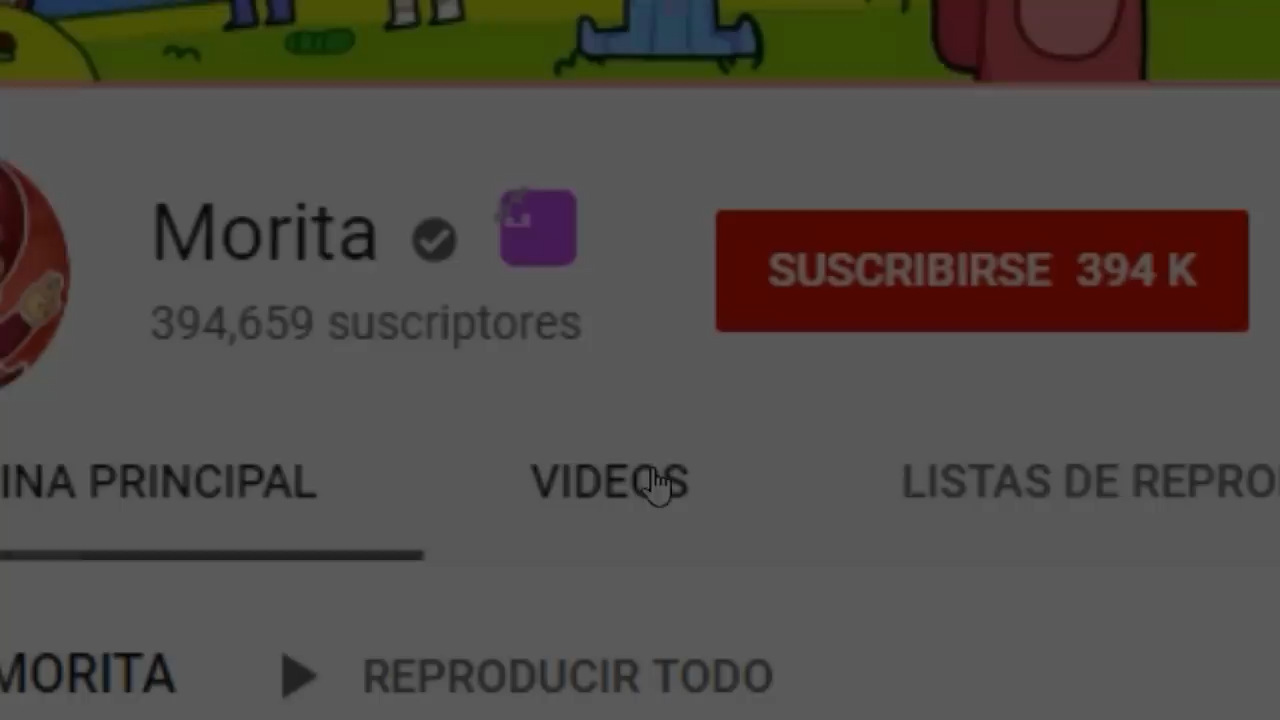 Morita
394,659 suscriptores
SUSCRIBIRSE 394 K
INA PRINCIPAL
VIDEOS
LISTAS DE REPRO
MORITA
REPRODUCIR TODO